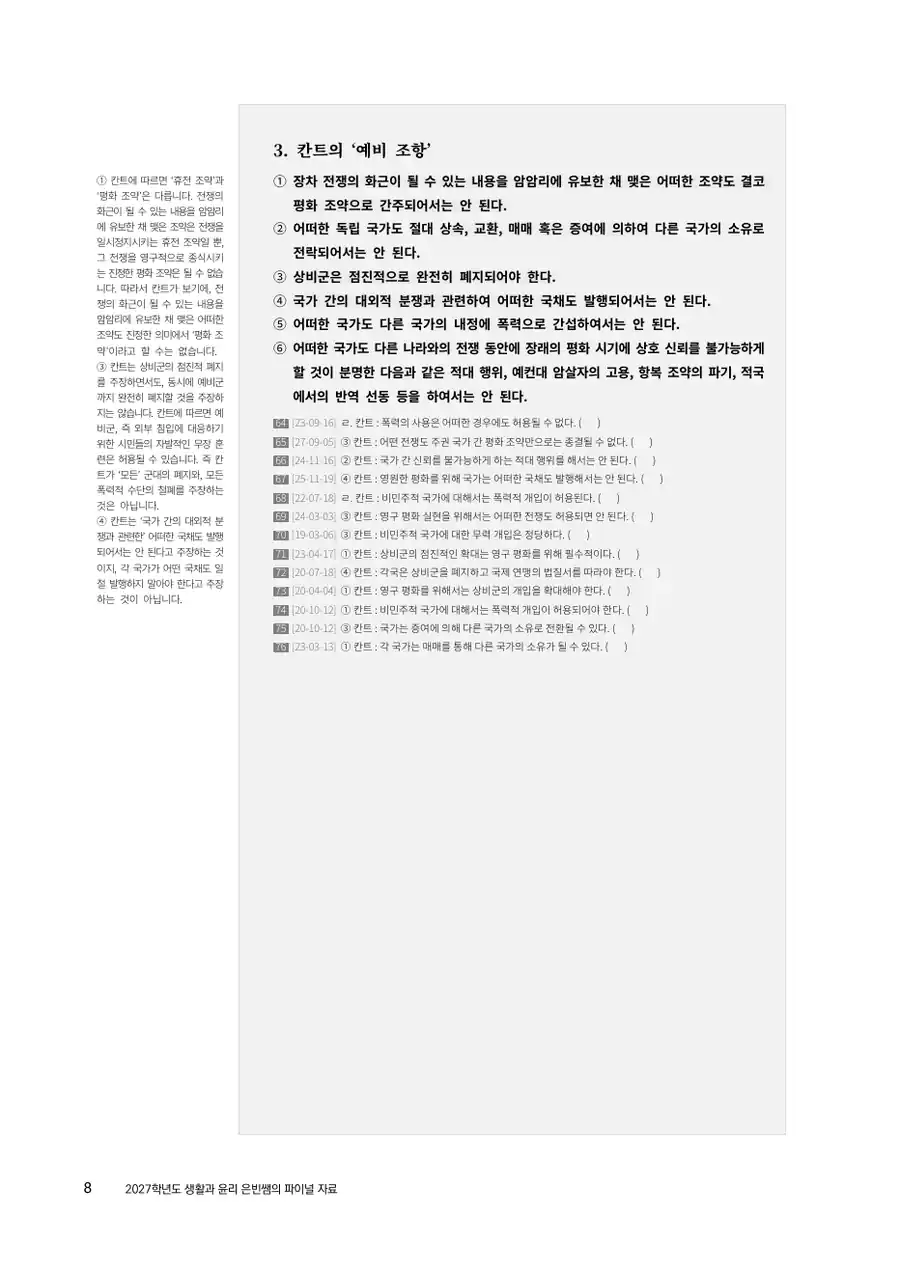 3. 칸트의 ‘예비 조항’
① 장차 전쟁의 화근이 될 수 있는 내용을 암암리에 유보한 채 맺은 어떠한 조약도 결코
평화 조약으로 간주되어서는 안 된다.
② 어떠한 독립 국가도 절대 상속, 교환, 매매 혹은 증여에 의하여 다른 국가의 소유로
전락되어서는 안 된다.
③ 상비군은 점진적으로 완전히 폐지되어야 한다.
④ 국가 간의 대외적 분쟁과 관련하여 어떠한 국채도 발행되어서는 안 된다.
⑤ 어떠한 국가도 다른 국가의 내정에 폭력으로 간섭하여서는 안 된다.
⑥ 어떠한 국가도 다른 나라와의 전쟁 동안에 장래의 평화 시기에 상호 신뢰를 불가능하게
할 것이 분명한 다음과 같은 적대 행위, 예컨대 암살자의 고용, 항복 조약의 파기, 적국
에서의 반역 선동 등을 하여서는 안 된다.
64 [23-09-16] ㄹ. 칸트 : 폭력의 사용은 어떠한 경우에도 허용될 수 없다. (    )
65 [27-09-05] ③ 칸트 : 어떤 전쟁도 주권 국가 간 평화 조약만으로는 종결될 수 없다. (    )
66 [24-11-16] ② 칸트 : 국가 간 신뢰를 불가능하게 하는 적대 행위를 해서는 안 된다. (    )
67 [25-11-19] ④ 칸트 : 영원한 평화를 위해 국가는 어떠한 국채도 발행해서는 안 된다. (    )
68 [22-07-18] ㄹ. 칸트 : 비민주적 국가에 대해서는 폭력적 개입이 허용된다. (    )
69 [24-03-03] ③ 칸트 : 영구 평화 실현을 위해서는 어떠한 전쟁도 허용되면 안 된다. (    )
70 [19-03-06] ③ 칸트 : 비민주적 국가에 대한 무력 개입은 정당하다. (    )
71 [23-04-17] ① 칸트 : 상비군의 점진적인 확대는 영구 평화를 위해 필수적이다. (    )
72 [20-07-18] ④ 칸트 : 각국은 상비군을 폐지하고 국제 연맹의 법질서를 따라야 한다. (    )
73 [20-04-04] ① 칸트 : 영구 평화를 위해서는 상비군의 개입을 확대해야 한다. (    )
74 [20-10-12] ① 칸트 : 비민주적 국가에 대해서는 폭력적 개입이 허용되어야 한다. (    )
75 [20-10-12] ③ 칸트 : 국가는 증여에 의해 다른 국가의 소유로 전환될 수 있다. (    )
76 [23-03-13] ① 칸트 : 각 국가는 매매를 통해 다른 국가의 소유가 될 수 있다. (    )
① 칸트에 따르면 ‘휴전 조약’과
‘평화 조약’은 다릅니다. 전쟁의
화근이 될 수 있는 내용을 암암리
에 유보한 채 맺은 조약은 전쟁을
일시정지시키는 휴전 조약일 뿐,
그 전쟁을 영구적으로 종식시키
는 진정한 평화 조약은 될 수 없습
니다. 따라서 칸트가 보기에, 전
쟁의 화근이 될 수 있는 내용을
암암리에 유보한 채 맺은 어떠한
조약도 진정한 의미에서 ‘평화 조
약’이라고 할 수는 없습니다.
③ 칸트는 상비군의 점진적 폐지
를 주장하면서도, 동시에 예비군
까지 완전히 폐지할 것을 주장하
지는 않습니다. 칸트에 따르면 예
비군, 즉 외부 침입에 대응하기
위한 시민들의 자발적인 무장 훈
련은 허용될 수 있습니다. 즉 칸
트가 ‘모든’ 군대의 폐지와, 모든
폭력적 수단의 철폐를 주장하는
것은 아닙니다.
④ 칸트는 ‘국가 간의 대외적 분
쟁과 관련한’ 어떠한 국채도 발행
되어서는 안 된다고 주장하는 것
이지, 각 국가가 어떤 국채도 일
절 발행하지 말아야 한다고 주장
하는 것이 아닙니다.
8 2027학년도 생활과 윤리 은빈쌤의 파이널 자료